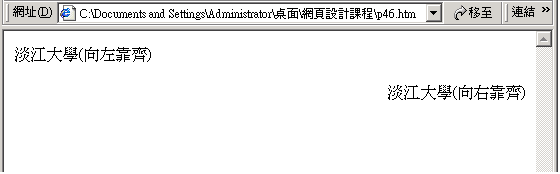 網址(D) C:\Documents and Settings\Administrator\桌面\網頁設計課程\p46.htm 移至 連結 »
淡江大學(向左靠齊)
淡江大學(向右靠齊)